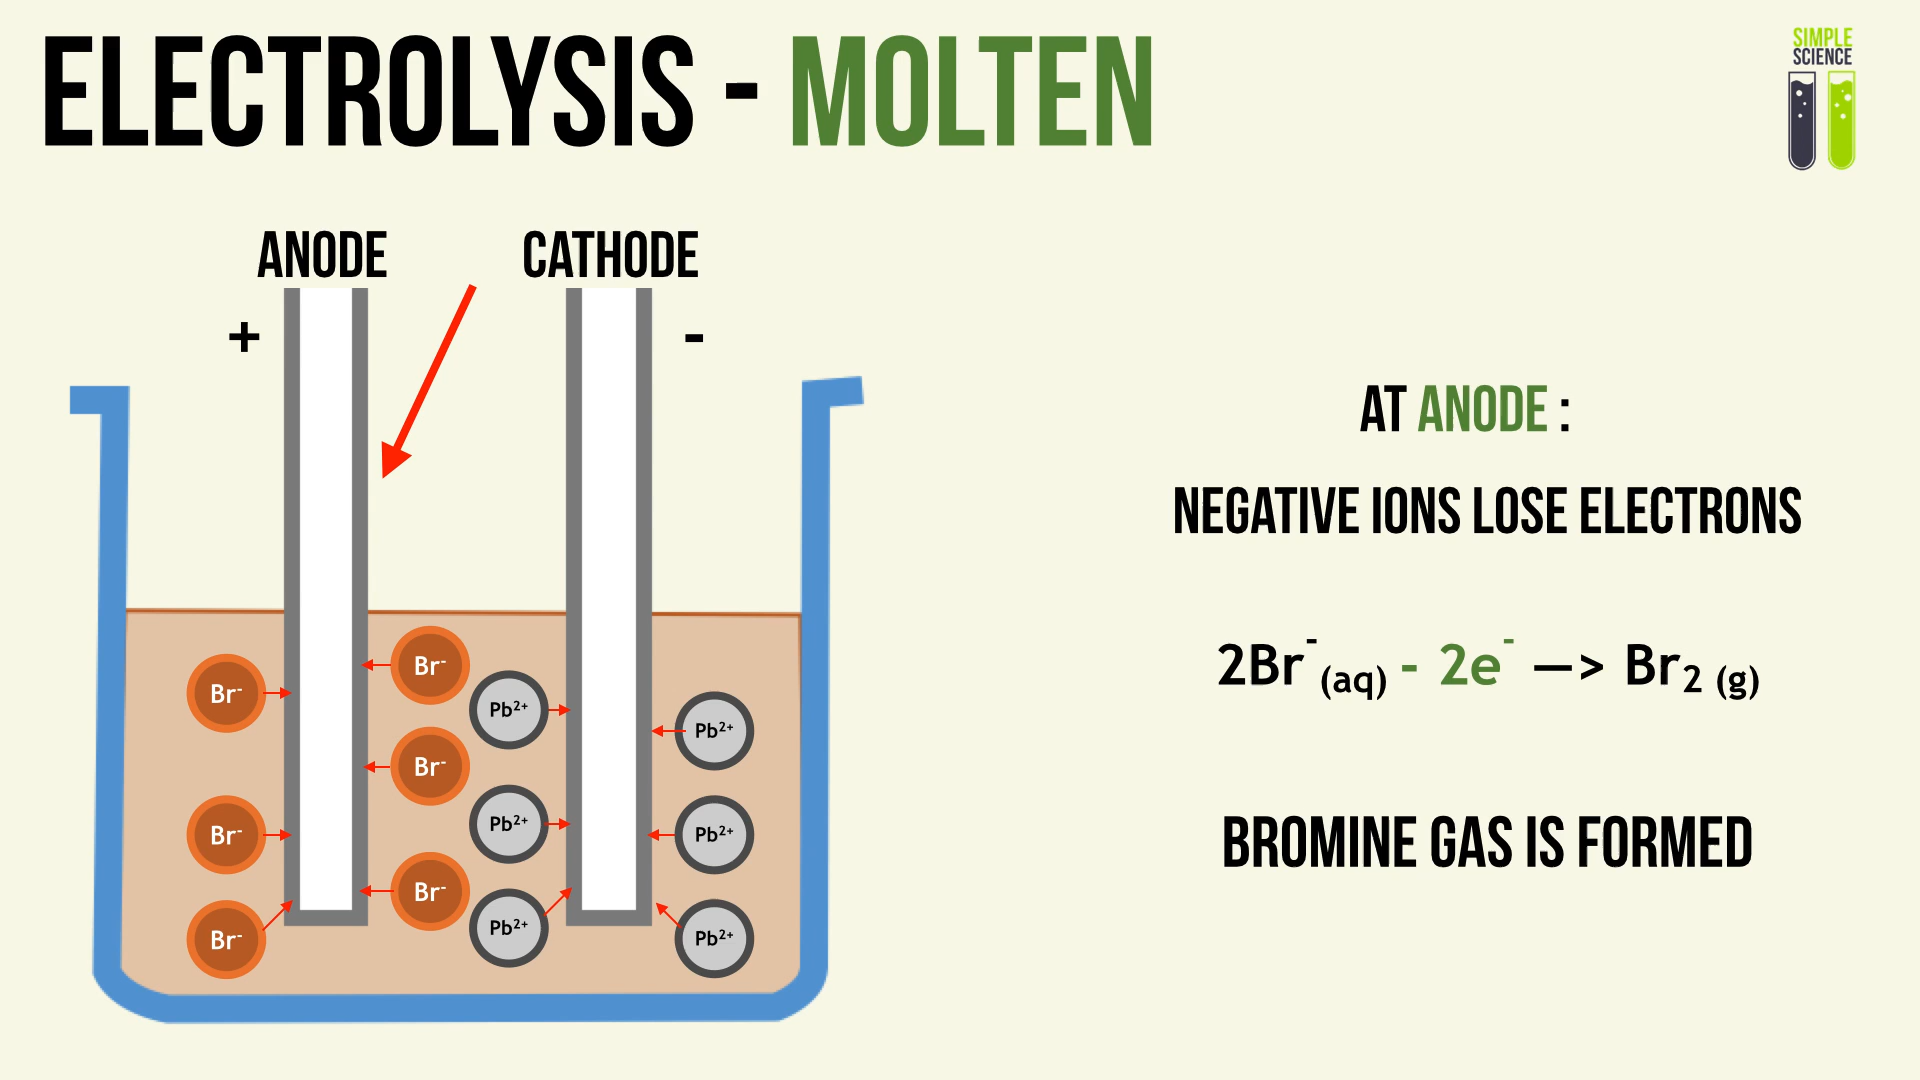 ELECTROLYSIS - MOLTEN
SIMPLE
SCIENCE
ANODE
CATHODE
+
-
AT ANODE :
NEGATIVE IONS LOSE ELECTRONS
2Br⁻(aq) - 2e⁻ —> Br₂ (g)
BROMINE GAS IS FORMED
Br⁻
Br⁻
Br⁻
Br⁻
Br⁻
Br⁻
Pb²⁺
Pb²⁺
Pb²⁺
Pb²⁺
Pb²⁺
Pb²⁺